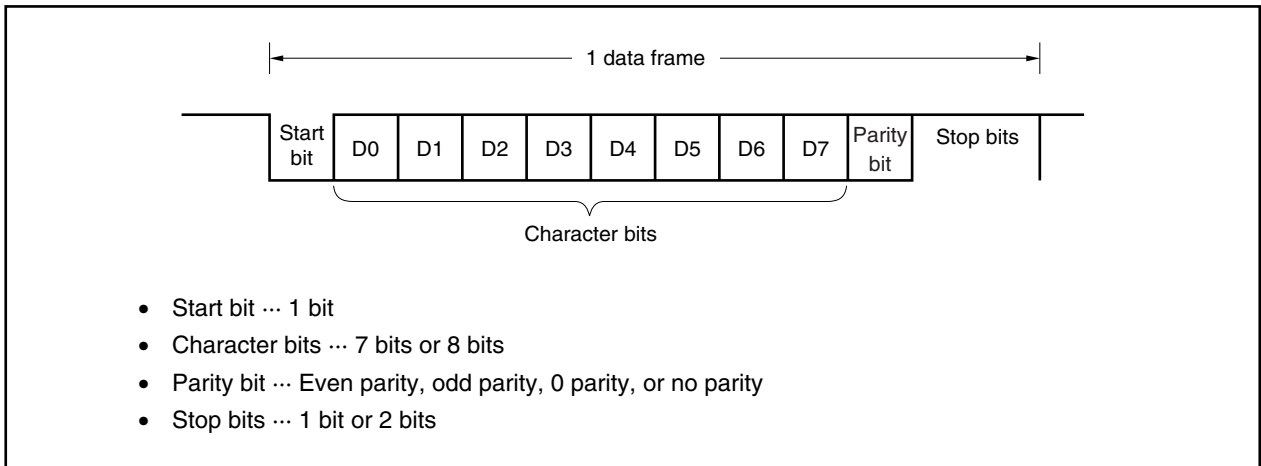 1 data frame
Start bit D0 D1 D2 D3 D4 D5 D6 D7 Parity bit Stop bits
Character bits
• Start bit ··· 1 bit
• Character bits ··· 7 bits or 8 bits
• Parity bit ··· Even parity, odd parity, 0 parity, or no parity
• Stop bits ··· 1 bit or 2 bits